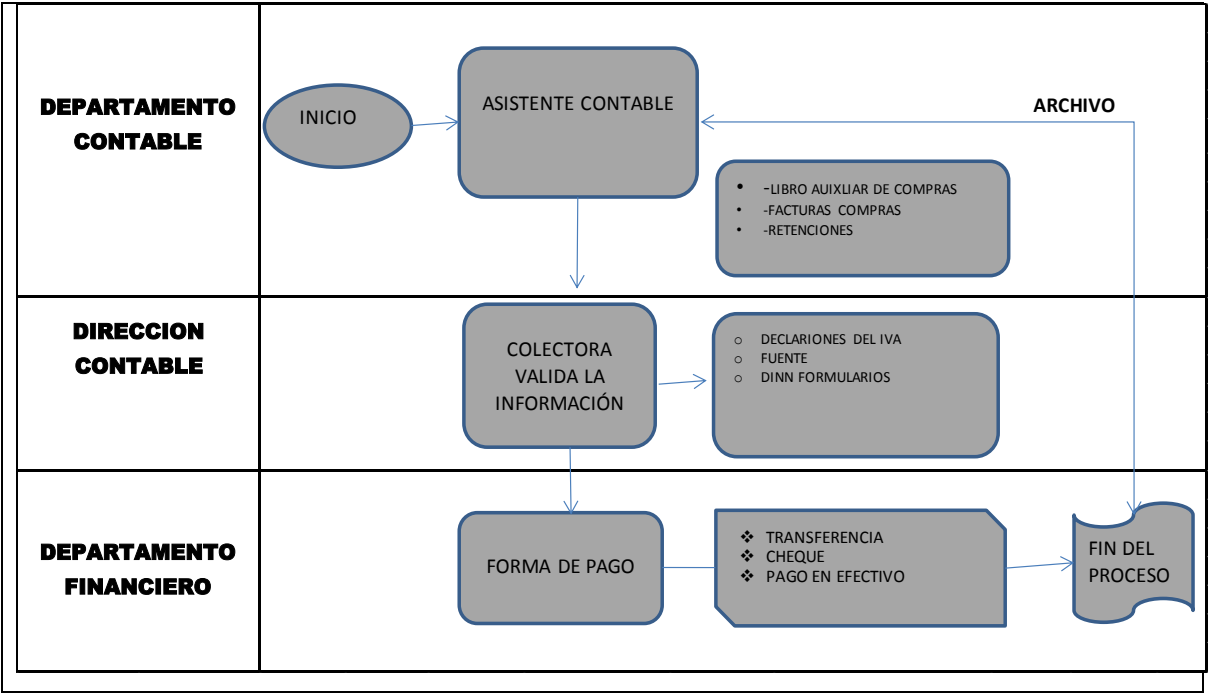 DEPARTAMENTO
CONTABLE
INICIO
ASISTENTE CONTABLE
ARCHIVO
• -LIBRO AUIXLIAR DE COMPRAS
• -FACTURAS COMPRAS
• -RETENCIONES
DIRECCION
CONTABLE
COLECTORA
VALIDA LA
INFORMACIÓN
o DECLARIONES DEL IVA
o FUENTE
o DINN FORMULARIOS
DEPARTAMENTO
FINANCIERO
FORMA DE PAGO
❖ TRANSFERENCIA
❖ CHEQUE
❖ PAGO EN EFECTIVO
FIN DEL
PROCESO